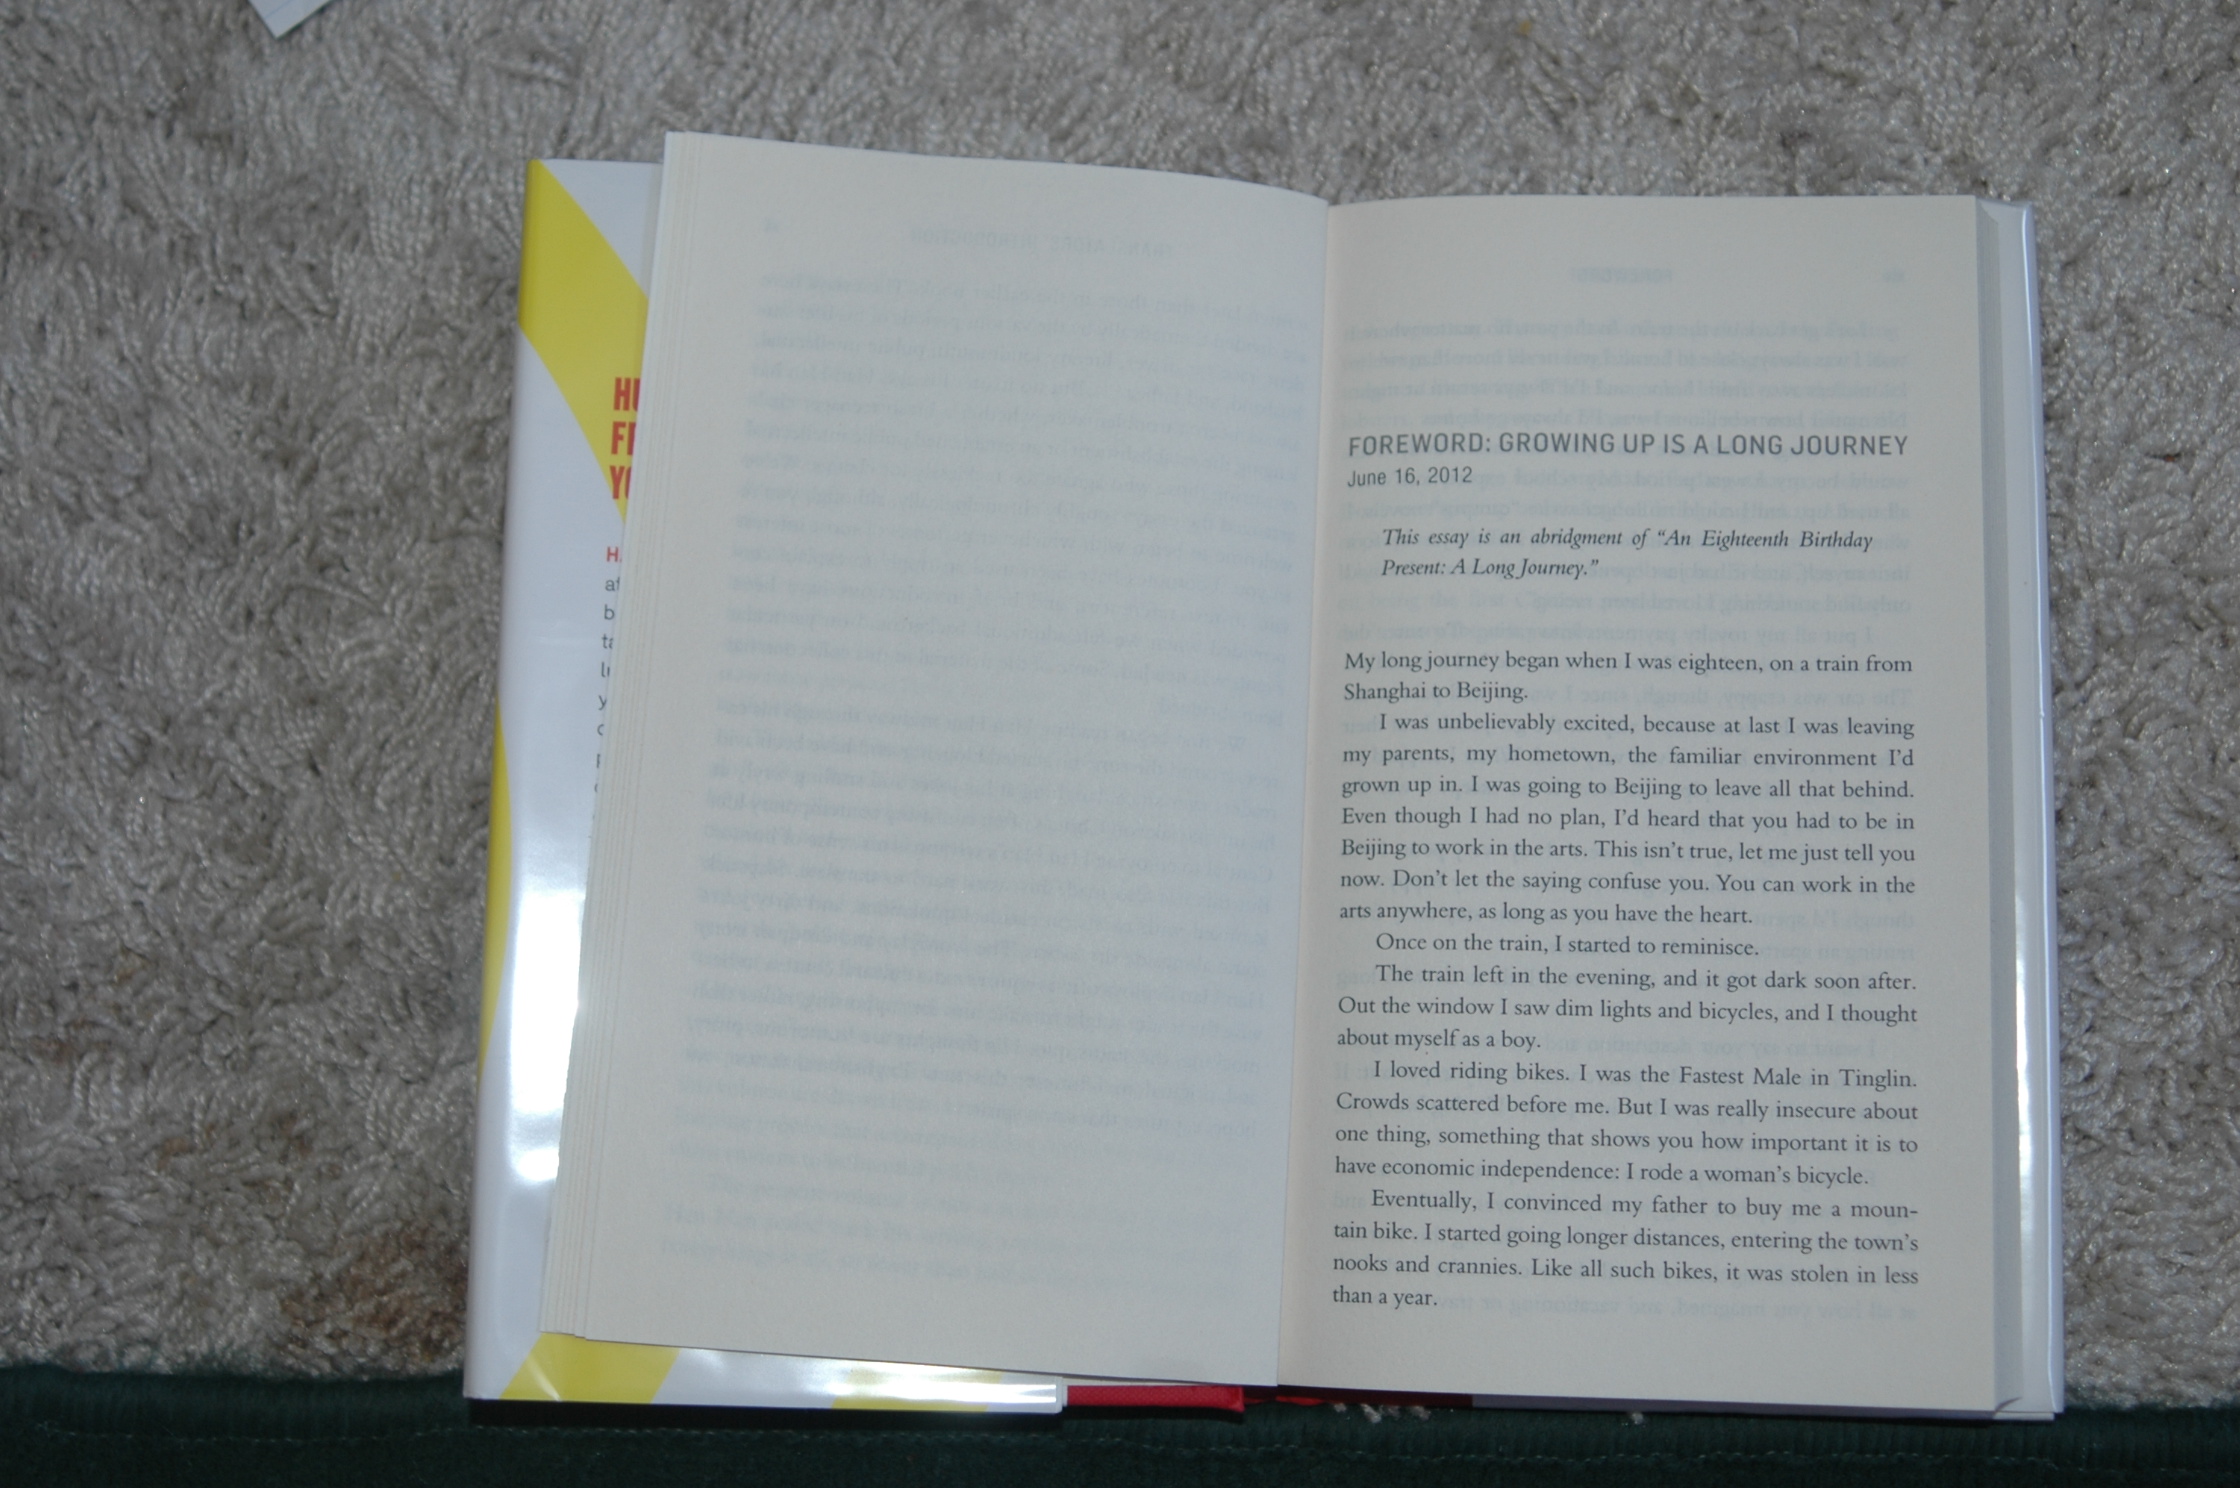 HU
FR
YO
H
af
b
ta
y
FOREWORD: GROWING UP IS A LONG JOURNEY
June 16, 2012
This essay is an abridgment of “An Eighteenth Birthday
Present: A Long Journey.”
My long journey began when I was eighteen, on a train from
Shanghai to Beijing.
I was unbelievably excited, because at last I was leaving
my parents, my hometown, the familiar environment I’d
grown up in. I was going to Beijing to leave all that behind.
Even though I had no plan, I’d heard that you had to be in
Beijing to work in the arts. This isn’t true, let me just tell you
now. Don’t let the saying confuse you. You can work in the
arts anywhere, as long as you have the heart.
Once on the train, I started to reminisce.
The train left in the evening, and it got dark soon after.
Out the window I saw dim lights and bicycles, and I thought
about myself as a boy.
I loved riding bikes. I was the Fastest Male in Tinglin.
Crowds scattered before me. But I was really insecure about
one thing, something that shows you how important it is to
have economic independence: I rode a woman’s bicycle.
Eventually, I convinced my father to buy me a moun-
tain bike. I started going longer distances, entering the town’s
nooks and crannies. Like all such bikes, it was stolen in less
than a year.